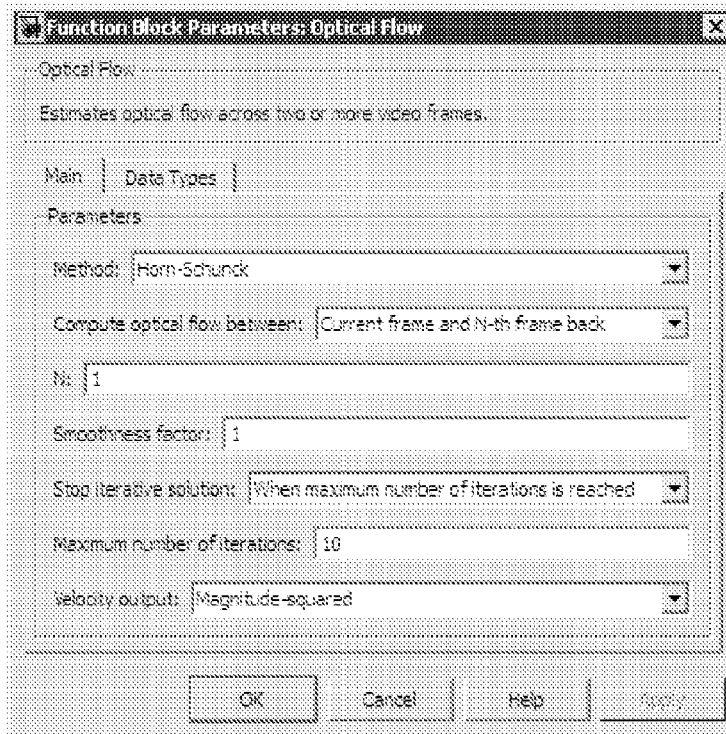 Function Block Parameters: Optical Flow
Optical Flow
Estimates optical flow across two or more video frames.
Main
Data Types
Parameters
Method: Horn-Schunck
Compute optical flow between: Current frame and N-th frame back
N: 1
Smoothness factor: 1
Stop iterative solution: When maximum number of iterations is reached
Maximum number of iterations: 10
Velocity output: Magnitude-squared
OK Cancel Help Apply